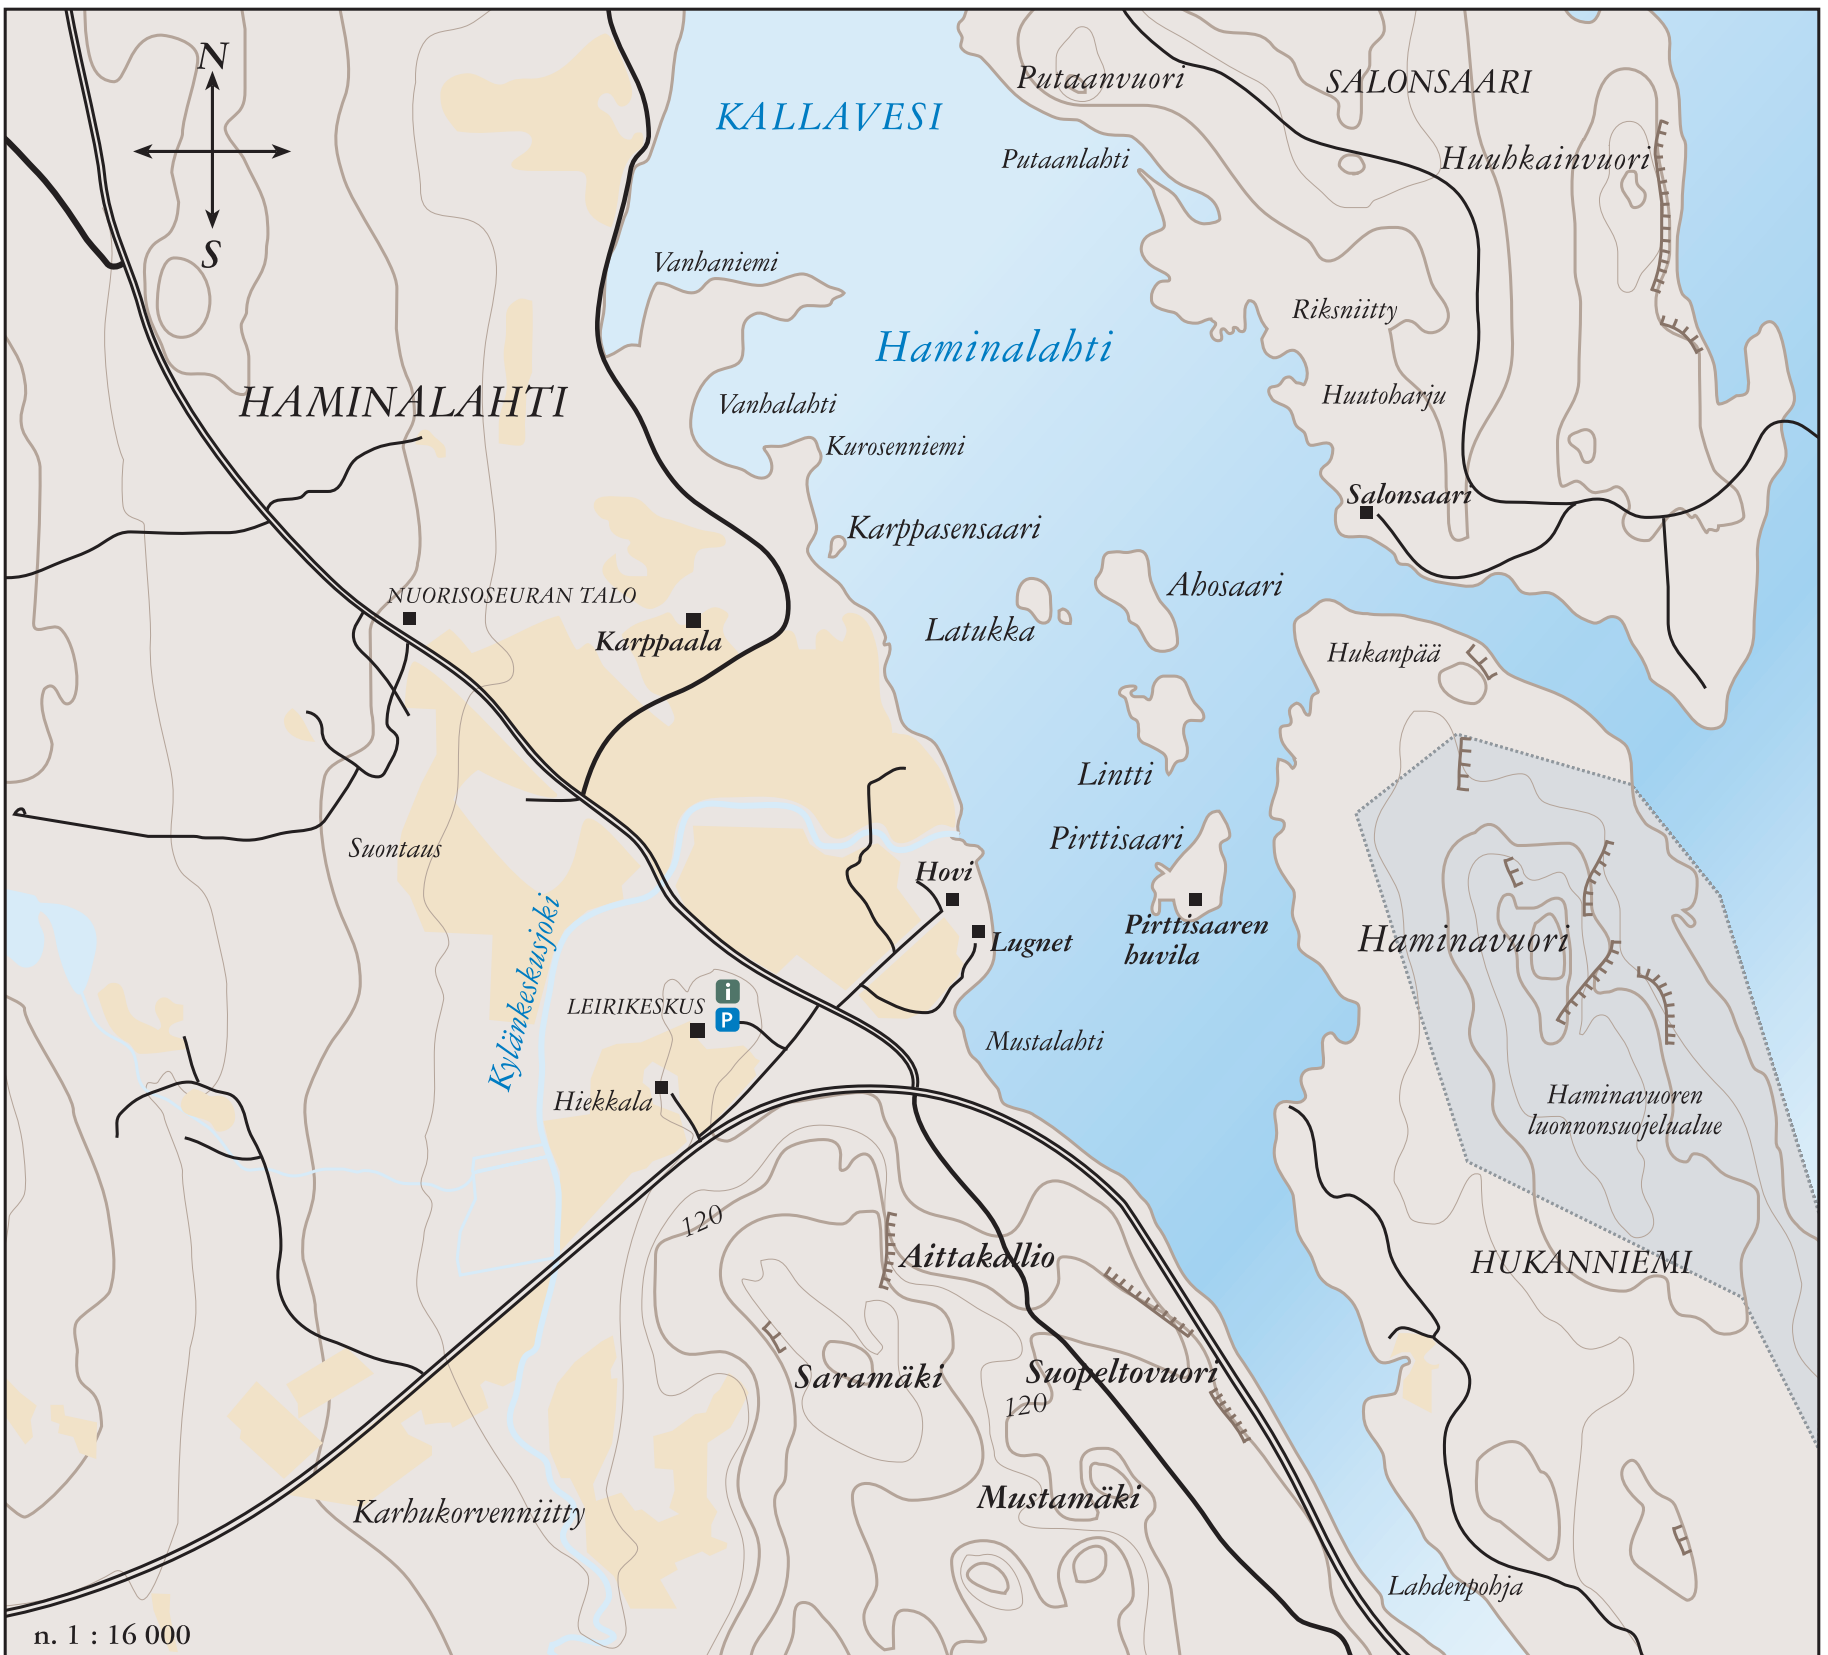 N
S
KALLAVESI
Putaanvuori
SALONSAARI
Putaanlahti
Huuhkainvuori
Vanhaniemi
Riksniitty
Haminalahti
HAMINALAHTI
Vanhalahti
Huutoharju
Kurosenniemi
Salonsaari
Karppasensaari
NUORISOSEURAN TALO
Ahosaari
Karppaala
Latukka
Hukanpää
Lintti
Suontaus
Pirttisaari
Hovi
Pirttisaaren
huvila
Lugnet
Haminavuori
Kylänkeskusjoki
LEIRIKESKUS
i
P
Mustalahti
Hiekkala
Haminavuoren
luonnonsuojelualue
120
Aittakallio
HUKANNIEMI
Saramäki
Suopeltovuori
120
Mustamäki
Karhukorvenniitty
Lahdenpohja
n. 1 : 16 000